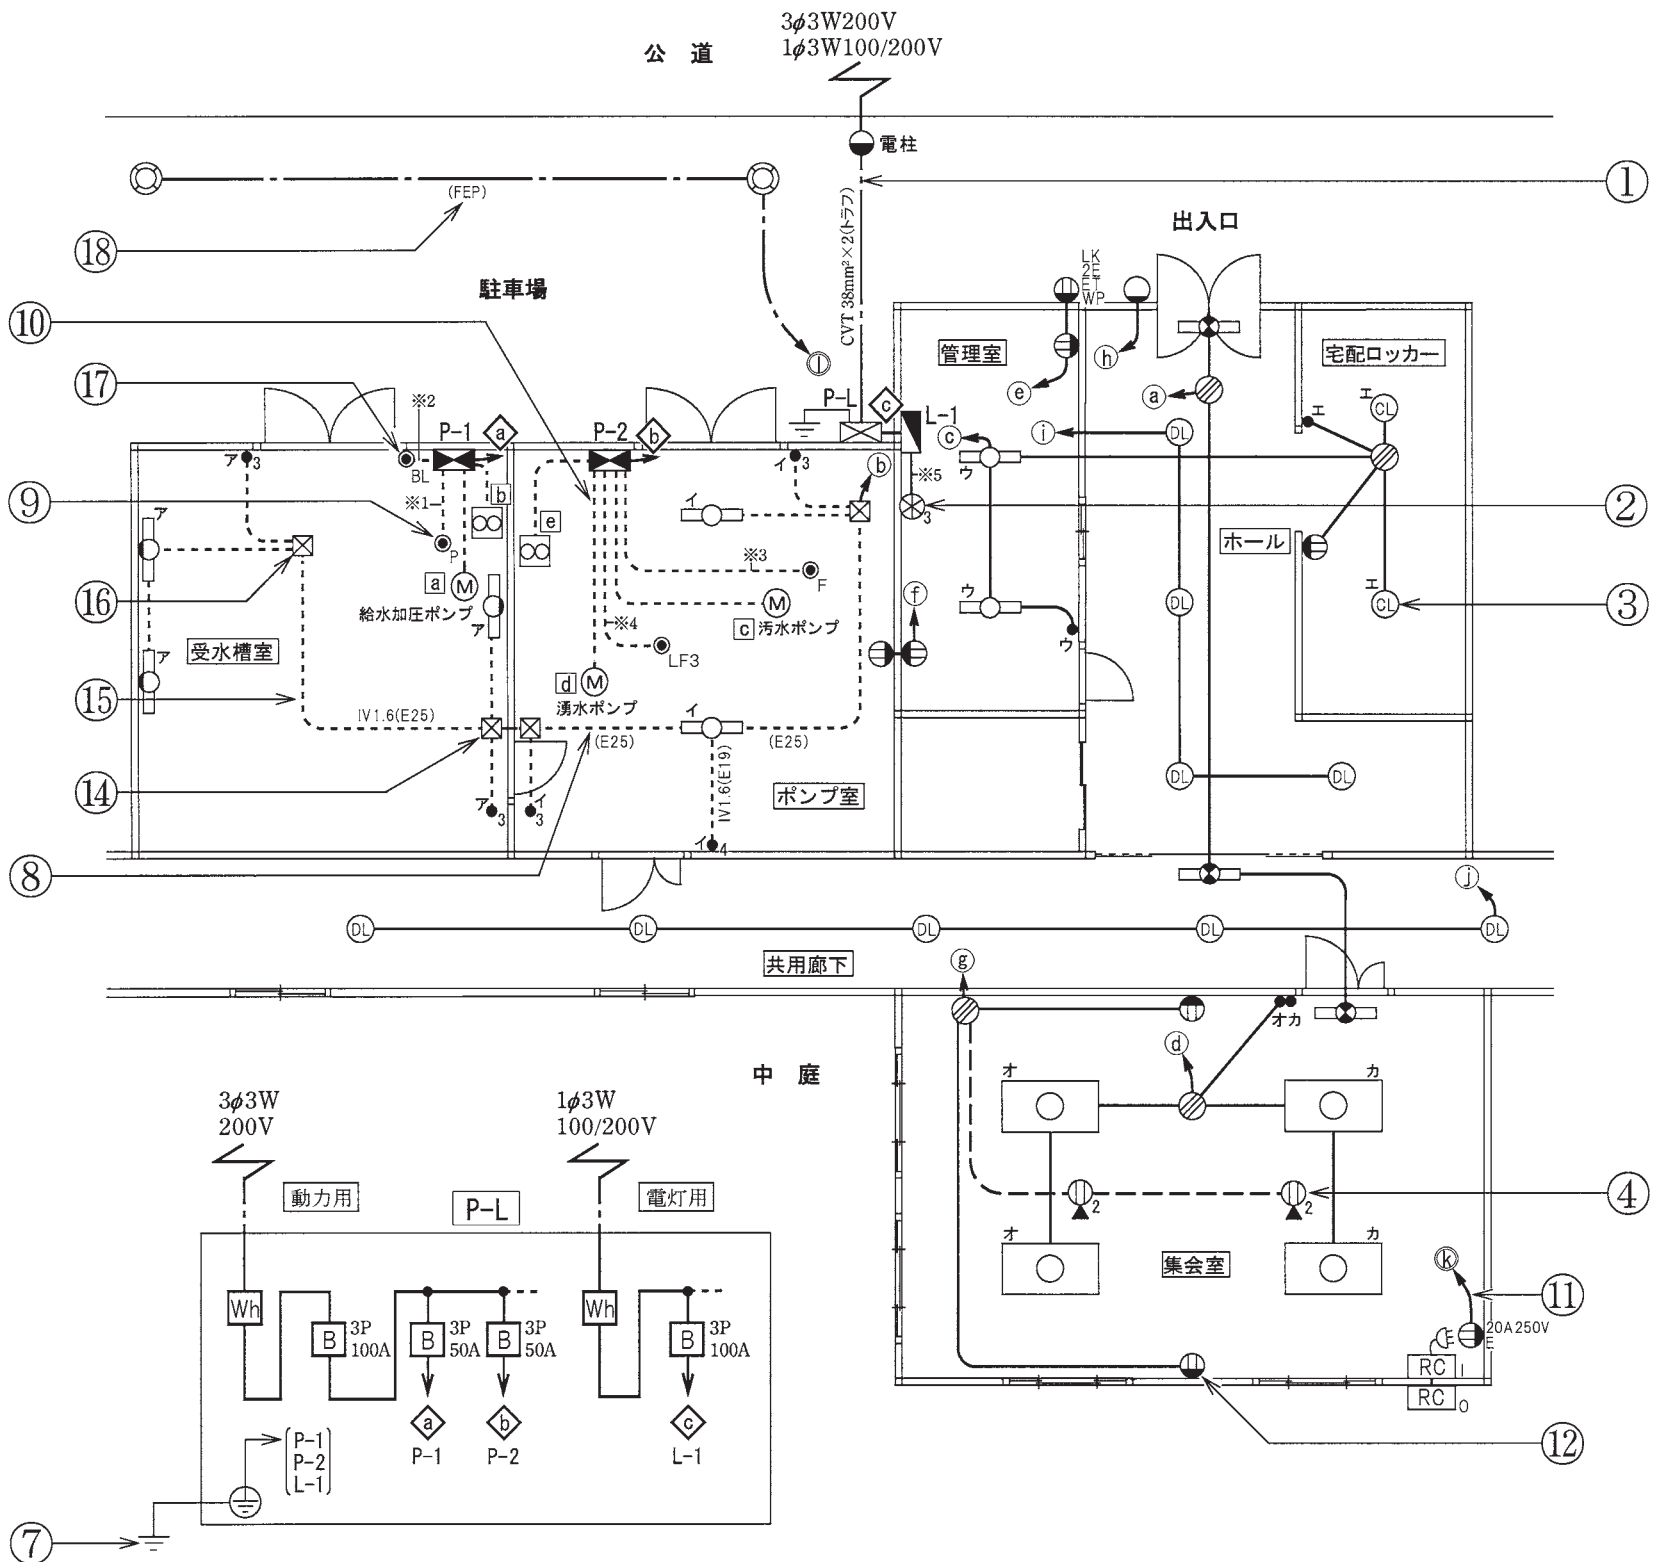 3φ3W200V
公 道
1φ3W100/200V
電柱
①
(FEP)
CVT 38mm²×2(トラフ)
出入口
⑱
LK
2E
ET
WP
駐車場
⑩
管理室
宅配ロッカー
ⓗ
ⓛ
ⓔ
ⓐ
エ
CL
⑰
※2
P-L
c
L-1
エ
P-1
a
P-2
b
ⓒ
ⓘ
DL
ア
3
BL
イ
3
ⓑ
ウ
※5
⑨
※1
b
イ
3
②
ア
e
ホール
P
※3
F
⑯
a
M
M
ⓕ
ウ
エ
CL
③
DL
給水加圧ポンプ
ア
※4
c
汚水ポンプ
受水槽室
ア
LF3
ウ
d
M
湧水ポンプ
⑮
IV1.6(E25)
イ
(E25)
(E25)
IV1.6(E19)
⑭
DL
DL
ポンプ室
ア
3
イ
3
イ
4
⑧
ⓙ
DL
DL
DL
DL
DL
共用廊下
ⓖ
オカ
中 庭
ⓓ
オ
カ
3φ3W
200V
1φ3W
100/200V
動力用
P-L
電灯用
2
2
④
オ
カ
集会室
ⓚ
Wh
Wh
⑪
B
3P
100A
B
3P
50A
B
3P
50A
B
3P
100A
20A250V
E
RC
I
RC
O
a
b
c
P-1
P-2
L-1
⑫
P-1
P-2
L-1
⑦